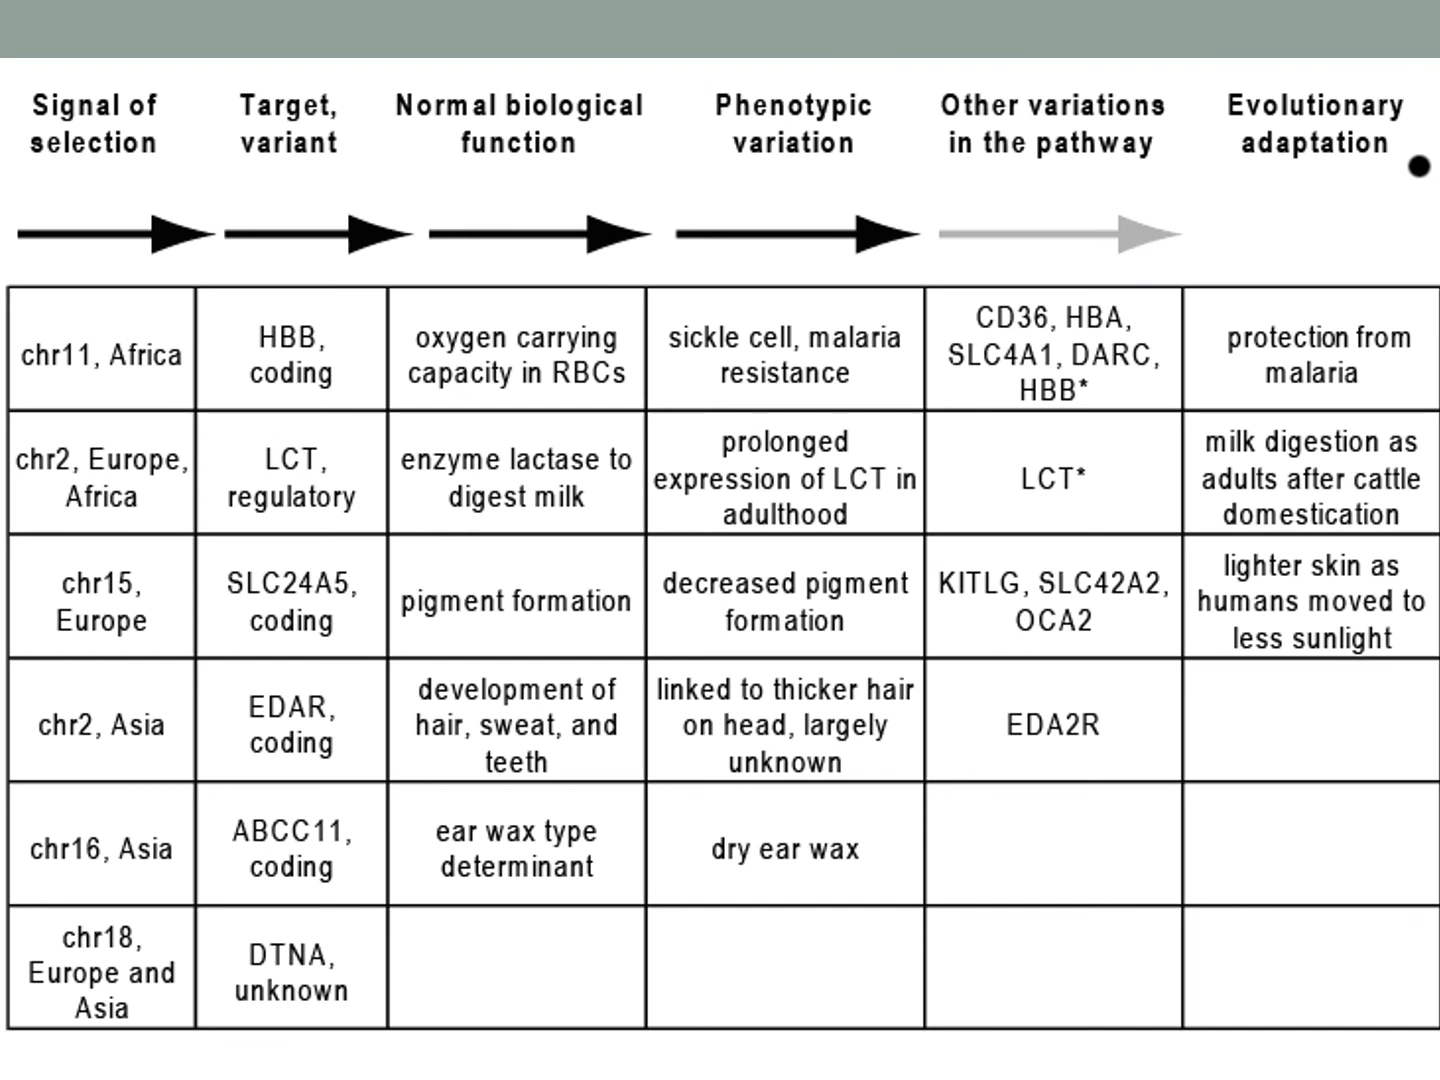 Signal of
selection
Target,
variant
Normal biological
function
Phenotypic
variation
Other variations
in the pathway
Evolutionary
adaptation
chr11, Africa
HBB,
coding
oxygen carrying
capacity in RBCs
sickle cell, malaria
resistance
CD36, HBA,
SLC4A1, DARC,
HBB*
protection from
malaria
chr2, Europe,
Africa
LCT,
regulatory
enzyme lactase to
digest milk
prolonged
expression of LCT in
adulthood
LCT*
milk digestion as
adults after cattle
domestication
chr15,
Europe
SLC24A5,
coding
pigment formation
decreased pigment
formation
KITLG, SLC42A2,
OCA2
lighter skin as
humans moved to
less sunlight
chr2, Asia
EDAR,
coding
development of
hair, sweat, and
teeth
linked to thicker hair
on head, largely
unknown
EDA2R
chr16, Asia
ABCC11,
coding
ear wax type
determinant
dry ear wax
chr18,
Europe and
Asia
DTNA,
unknown